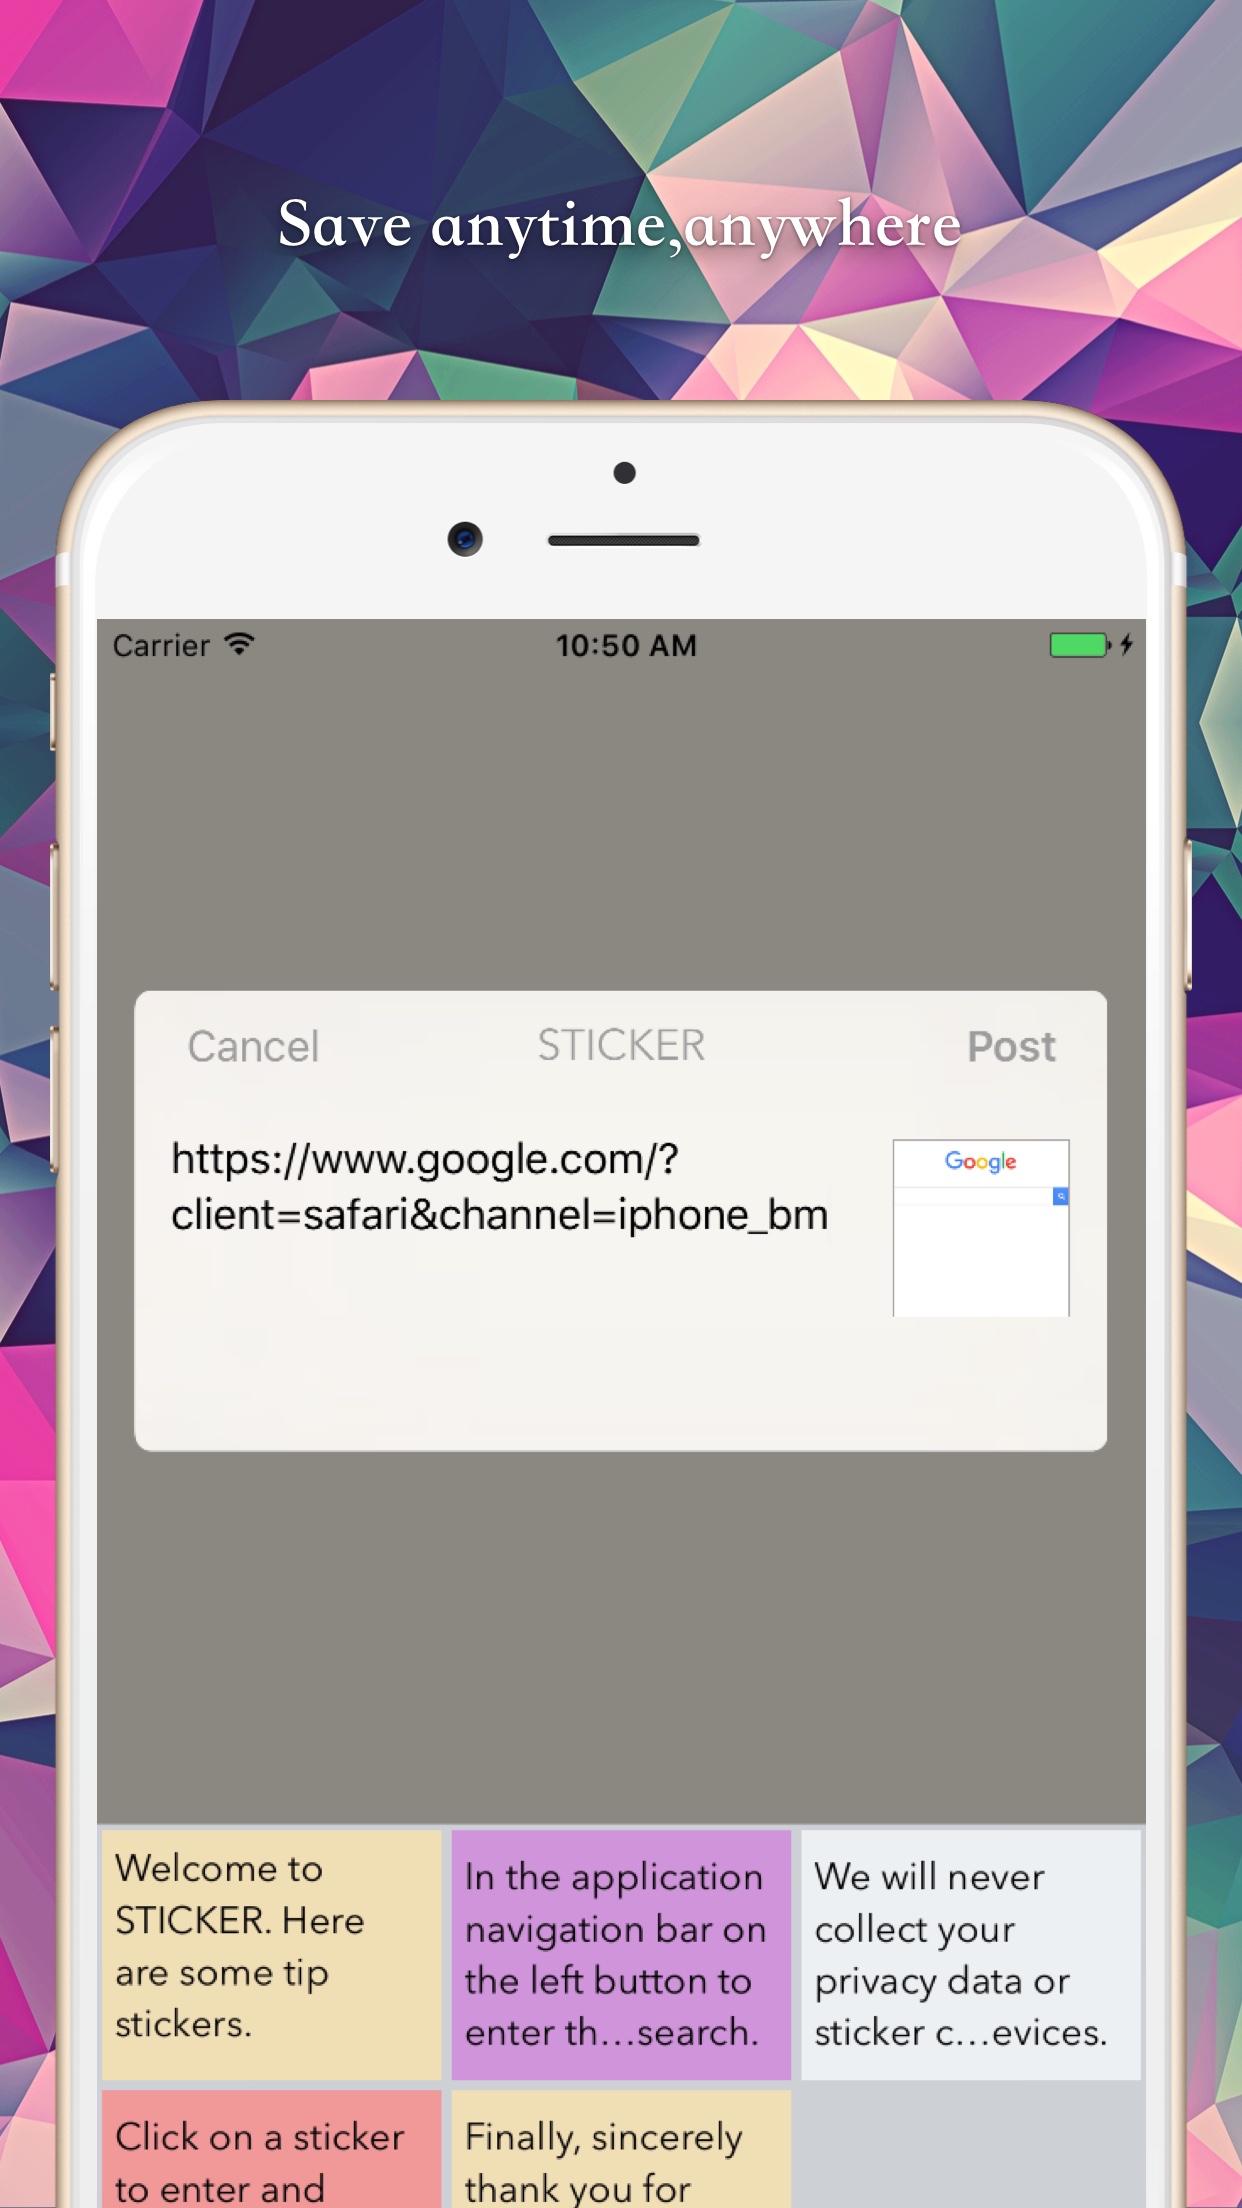 Save anytime,anywhere
Carrier 10:50 AM
Cancel STICKER Post
https://www.google.com/?
client=safari&channel=iphone_bm
Google
Welcome to
STICKER. Here
are some tip
stickers.
In the application
navigation bar on
the left button to
enter th...search.
We will never
collect your
privacy data or
sticker c...evices.
Click on a sticker
to enter and
Finally, sincerely
thank you for